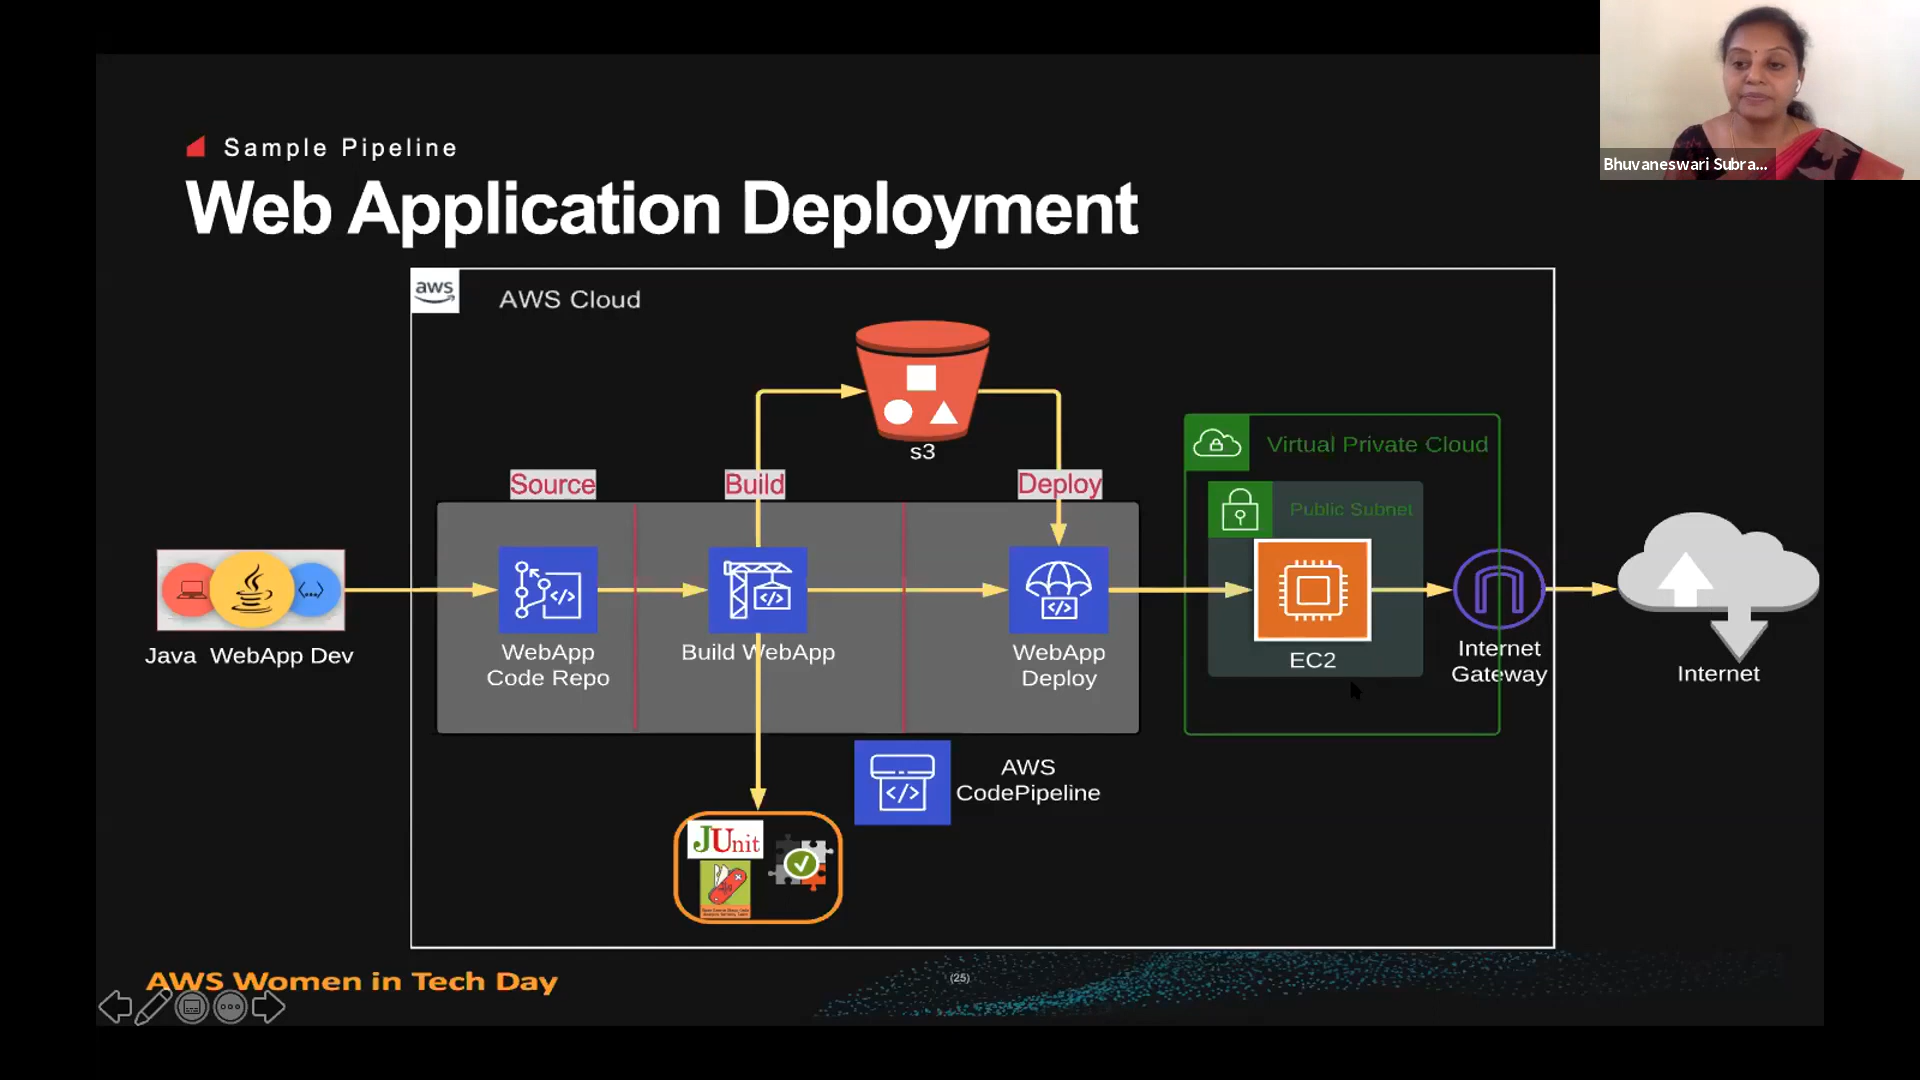 Bhuvaneswari Subra...
Sample Pipeline
Web Application Deployment
aws
AWS Cloud
s3
Source
Build
Deploy
Virtual Private Cloud
Public Subnet
Java WebApp Dev
WebApp
Code Repo
Build WebApp
WebApp
Deploy
EC2
Internet
Gateway
Internet
AWS
CodePipeline
JUnit
AWS Women in Tech Day
(25)